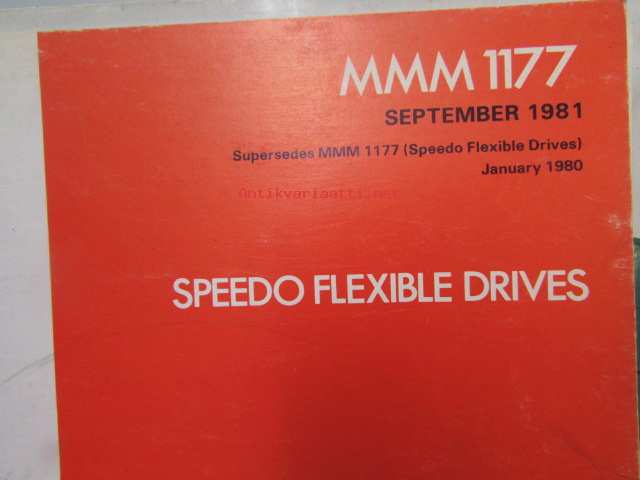 MMM 1177
SEPTEMBER 1981
Supersedes MMM 1177 (Speedo Flexible Drives)
January 1980
Antikvariaatti.net
SPEEDO FLEXIBLE DRIVES